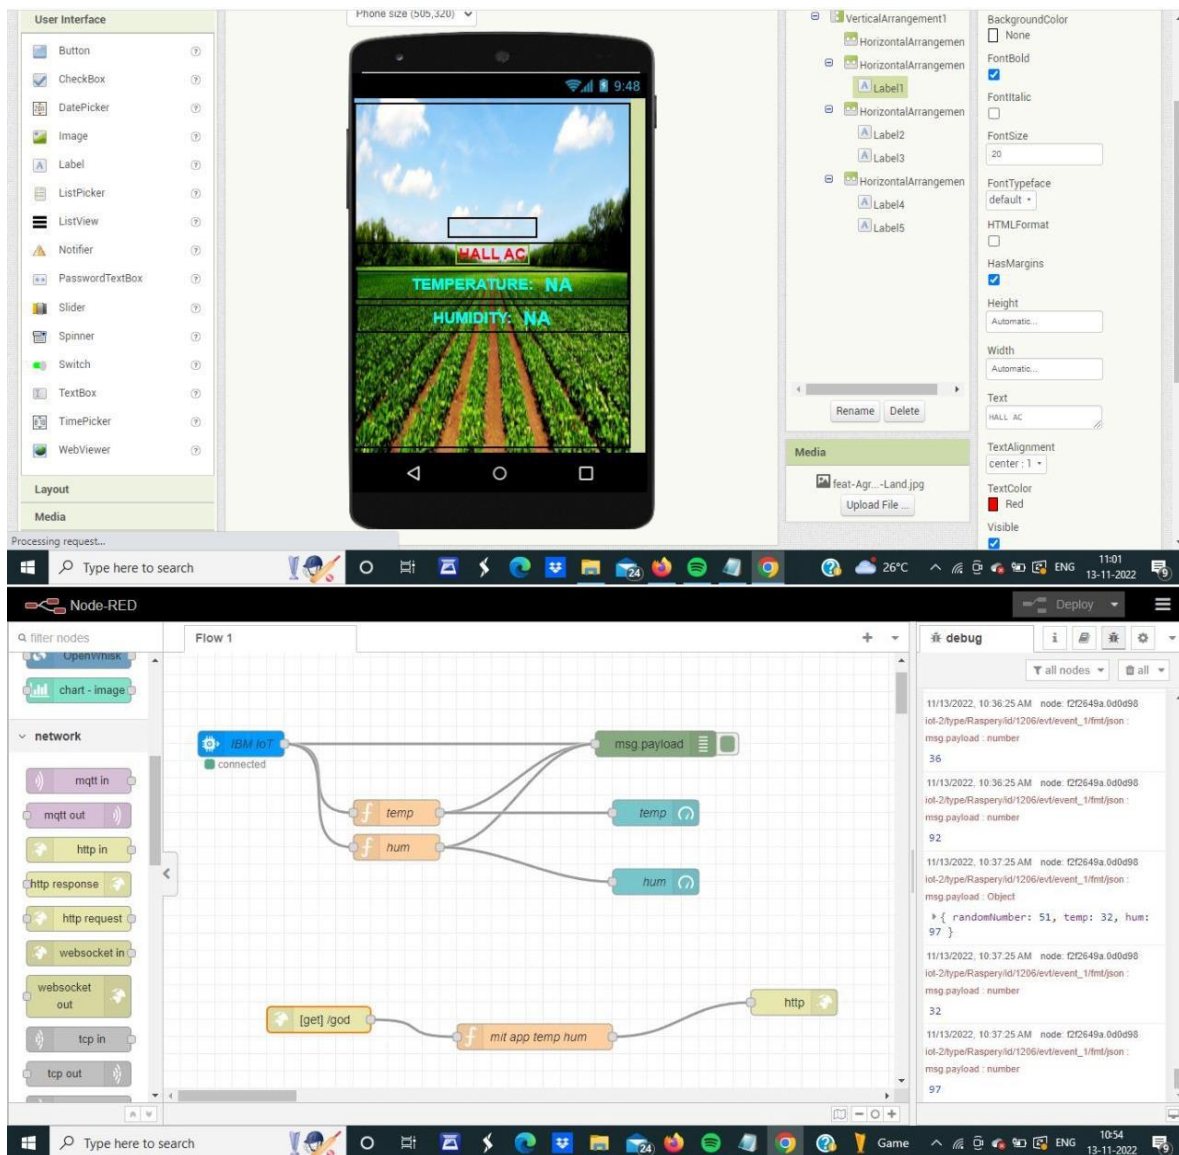 User Interface
Button
CheckBox
DatePicker
Image
Label
ListPicker
ListView
Notifier
PasswordTextBox
Slider
Spinner
Switch
TextBox
TimePicker
WebViewer
Layout
Media
Processing request...
Phone size (505,320)
9:48
HALL AC
TEMPERATURE: NA
HUMIDITY: NA
VerticalArrangement1
HorizontalArrangemen
HorizontalArrangemen
Label1
HorizontalArrangemen
Label2
Label3
HorizontalArrangemen
Label4
Label5
Rename Delete
Media
feat-Agr...-Land.jpg
Upload File ...
BackgroundColor
None
FontBold
FontItalic
FontSize
20
FontTypeface
default
HTMLFormat
HasMargins
Height
Automatic...
Width
Automatic...
Text
HALL AC
TextAlignment
center : 1
TextColor
Red
Visible
Type here to search
24
26°C
ENG
11:01
13-11-2022
9
Node-RED
Deploy
filter nodes
OpenWhisk
chart - image
network
mqtt in
mqtt out
http in
http response
http request
websocket in
websocket
out
tcp in
tcp out
Flow 1
IBM IoT
connected
msg.payload
temp
temp
hum
hum
[get] /god
mit app temp hum
http
debug
all nodes
all
11/13/2022, 10:36:25 AM node: f2f2649a.0d0d98
iot-2/type/Raspery/id/1206/evt/event_1/fmt/json :
msg.payload : number
36
11/13/2022, 10:36:25 AM node: f2f2649a.0d0d98
iot-2/type/Raspery/id/1206/evt/event_1/fmt/json :
msg.payload : number
92
11/13/2022, 10:37:25 AM node: f2f2649a.0d0d98
iot-2/type/Raspery/id/1206/evt/event_1/fmt/json :
msg.payload : Object
{ randomNumber: 51, temp: 32, hum:
97 }
11/13/2022, 10:37:25 AM node: f2f2649a.0d0d98
iot-2/type/Raspery/id/1206/evt/event_1/fmt/json :
msg.payload : number
32
11/13/2022, 10:37:25 AM node: f2f2649a.0d0d98
iot-2/type/Raspery/id/1206/evt/event_1/fmt/json :
msg.payload : number
97
Type here to search
24
Game
ENG
10:54
13-11-2022
9